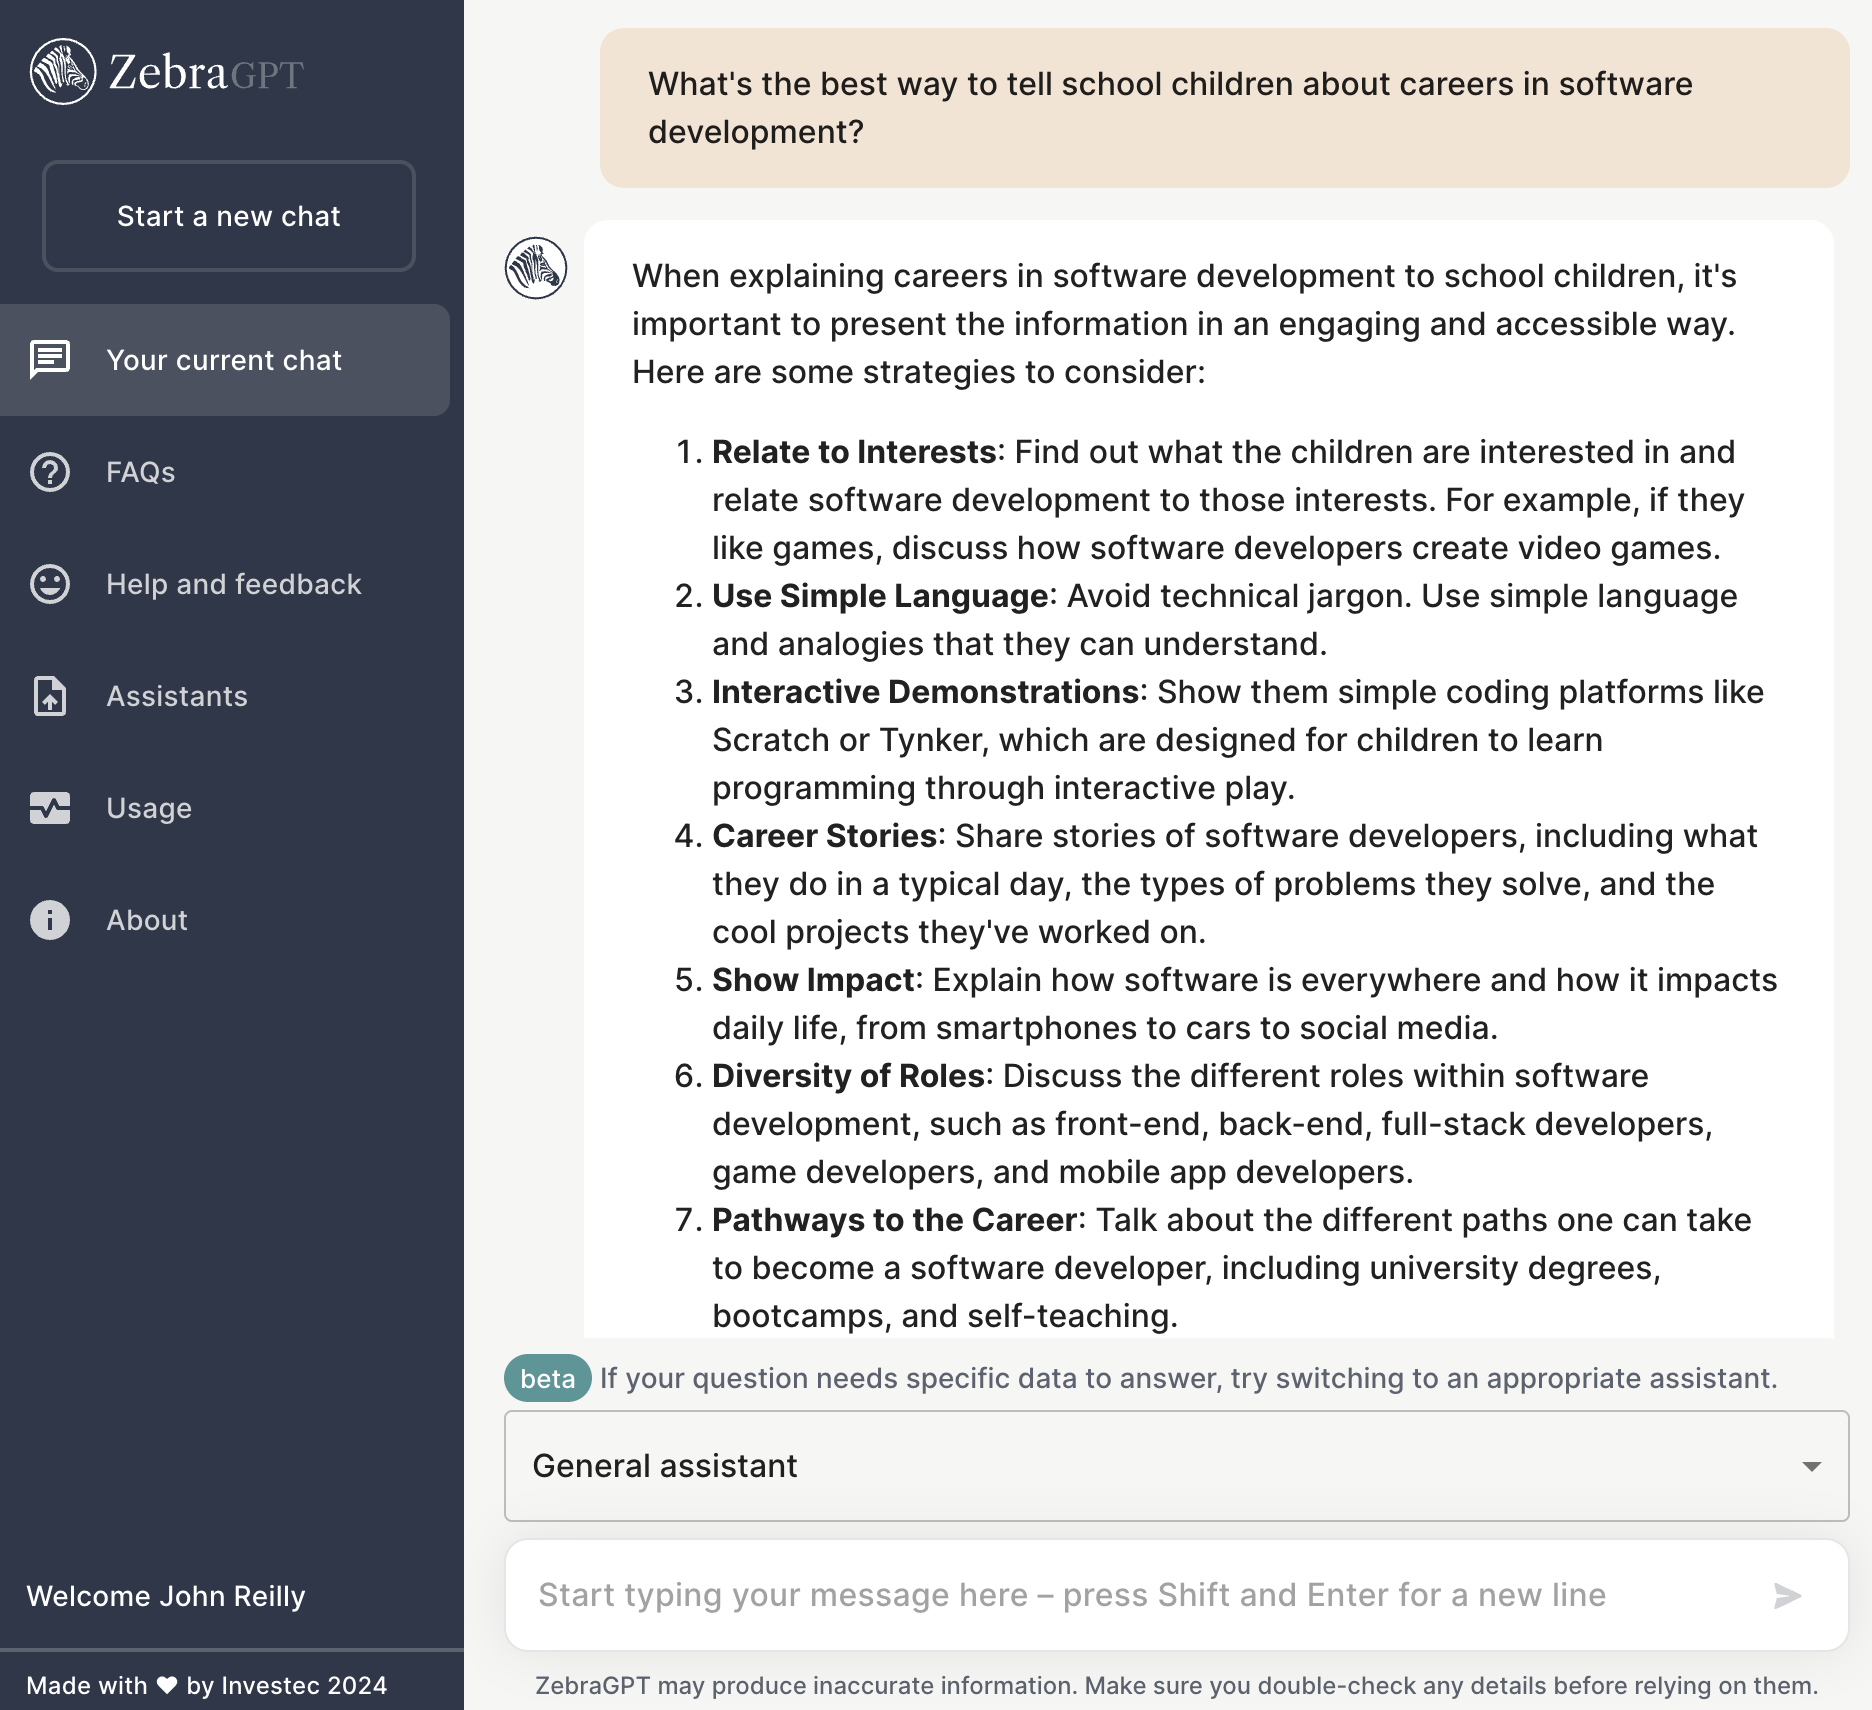 ZebraGPT
Start a new chat
Your current chat
FAQs
Help and feedback
Assistants
Usage
About
Welcome John Reilly
Made with ♥ by Investec 2024
What's the best way to tell school children about careers in software
development?
When explaining careers in software development to school children, it's
important to present the information in an engaging and accessible way.
Here are some strategies to consider:
1. Relate to Interests: Find out what the children are interested in and
relate software development to those interests. For example, if they
like games, discuss how software developers create video games.
2. Use Simple Language: Avoid technical jargon. Use simple language
and analogies that they can understand.
3. Interactive Demonstrations: Show them simple coding platforms like
Scratch or Tynker, which are designed for children to learn
programming through interactive play.
4. Career Stories: Share stories of software developers, including what
they do in a typical day, the types of problems they solve, and the
cool projects they've worked on.
5. Show Impact: Explain how software is everywhere and how it impacts
daily life, from smartphones to cars to social media.
6. Diversity of Roles: Discuss the different roles within software
development, such as front-end, back-end, full-stack developers,
game developers, and mobile app developers.
7. Pathways to the Career: Talk about the different paths one can take
to become a software developer, including university degrees,
bootcamps, and self-teaching.
beta If your question needs specific data to answer, try switching to an appropriate assistant.
General assistant
Start typing your message here – press Shift and Enter for a new line
ZebraGPT may produce inaccurate information. Make sure you double-check any details before relying on them.